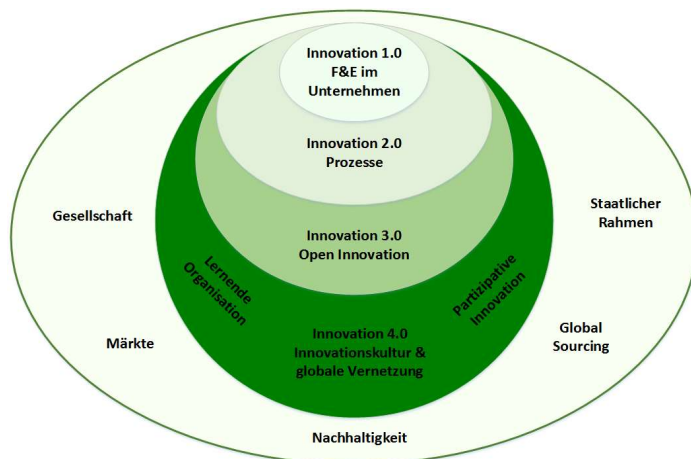 Innovation 1.0
F&E im
Unternehmen
Innovation 2.0
Prozesse
Gesellschaft
Staatlicher
Rahmen
Innovation 3.0
Open Innovation
Lernende
Organisation
Partizipative
Innovation
Innovation 4.0
Innovationskultur &
globale Vernetzung
Märkte
Global
Sourcing
Nachhaltigkeit